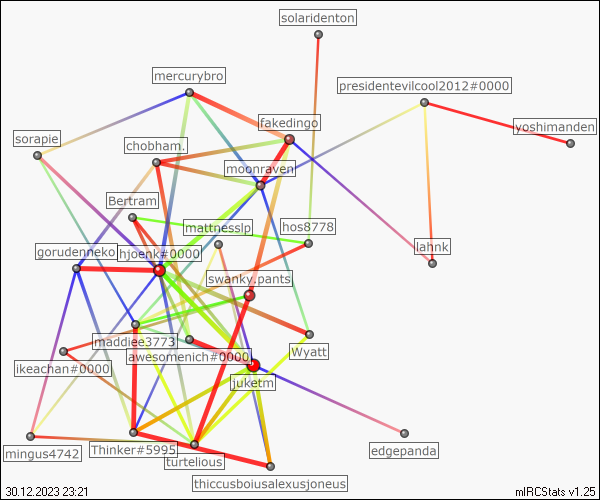 solaridenton
mercurybro
presidentevilcool2012#0000
fakedingo
yoshimanden
sorapie
chobham.
moonraven
Bertram
mattnesslp
hos8778
gorudenneko
hjoenk#0000
lahnk
swanky.pants
maddiee3773
awesomenich#0000
Wyatt
ikeachan#0000
juketm
edgepanda
mingus4742
Thinker#5995
turtelious
thiccusboiusalexusjoneus
30.12.2023 23:21
mIRCStats v1.25